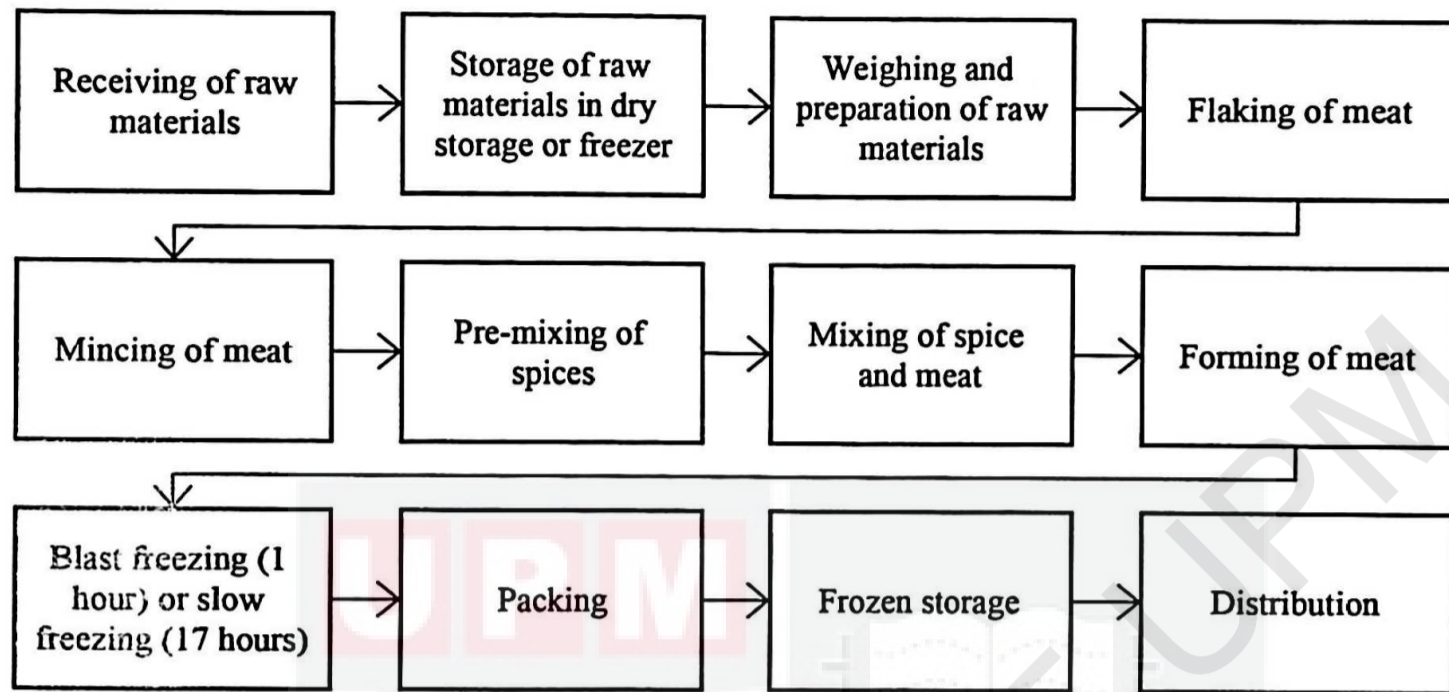 Receiving of raw
materials
Storage of raw
materials in dry
storage or freezer
Weighing and
preparation of raw
materials
Flaking of meat
Mincing of meat
Pre-mixing of
spices
Mixing of spice
and meat
Forming of meat
Blast freezing (1
hour) or slow
freezing (17 hours)
Packing
Frozen storage
Distribution
UPM
UPM